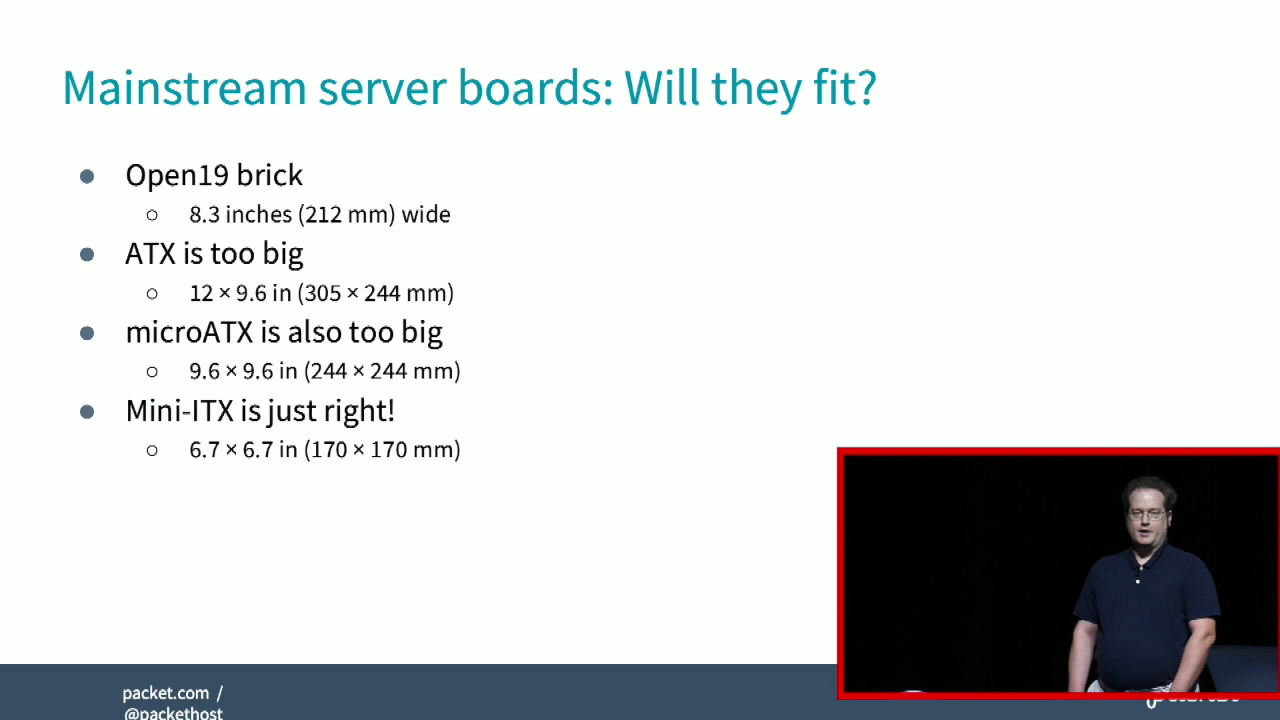 Mainstream server boards: Will they fit?
Open19 brick
8.3 inches (212 mm) wide
ATX is too big
12 × 9.6 in (305 × 244 mm)
microATX is also too big
9.6 × 9.6 in (244 × 244 mm)
Mini-ITX is just right!
6.7 × 6.7 in (170 × 170 mm)
packet.com /
@packethost